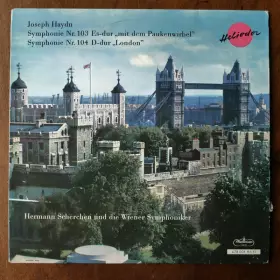 Joseph Haydn
Symphonie Nr. 103 Es-dur „mit dem Paukenwirbel“
Symphonie Nr. 104 D-dur „London“
Heliodor
Hermann Scherchen und die Wiener Symphoniker